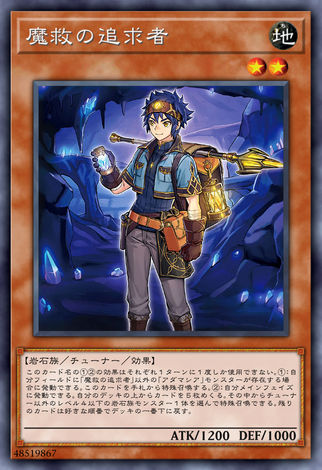 魔救の追求者
地
【岩石族／チューナー／効果】
このカード名の①②の効果はそれぞれ１ターンに１度しか使用できない。①：自
分フィールドに「魔救の追求者」以外の「アダマシア」モンスターが存在する場
合に発動できる。このカードを手札から特殊召喚する。②：自分メインフェイズ
に発動できる。自分のデッキの上からカードを５枚めくる。その中からチューナ
ー以外のレベル４以下の岩石族モンスター１体を選んで特殊召喚できる。残り
のカードは好きな順番でデッキの一番下に戻す。
ATK/1200 DEF/1000
48519867